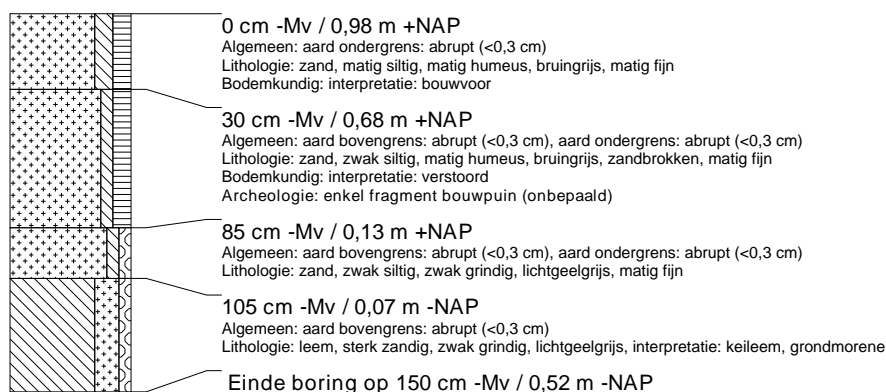 0 cm -Mv / 0,98 m +NAP
Algemeen: aard ondergrens: abrupt (<0,3 cm)
Lithologie: zand, matig siltig, matig humeus, bruingrijs, matig fijn
Bodemkundig: interpretatie: bouwvoor
30 cm -Mv / 0,68 m +NAP
Algemeen: aard bovengrens: abrupt (<0,3 cm), aard ondergrens: abrupt (<0,3 cm)
Lithologie: zand, zwak siltig, matig humeus, bruingrijs, zandbrokken, matig fijn
Bodemkundig: interpretatie: verstoord
Archeologie: enkel fragment bouwpuin (onbepaald)
85 cm -Mv / 0,13 m +NAP
Algemeen: aard bovengrens: abrupt (<0,3 cm), aard ondergrens: abrupt (<0,3 cm)
Lithologie: zand, zwak siltig, zwak grindig, lichtgeelgrijs, matig fijn
105 cm -Mv / 0,07 m -NAP
Algemeen: aard bovengrens: abrupt (<0,3 cm)
Lithologie: leem, sterk zandig, zwak grindig, lichtgeelgrijs, interpretatie: keileem, grondmorene
Einde boring op 150 cm -Mv / 0,52 m -NAP